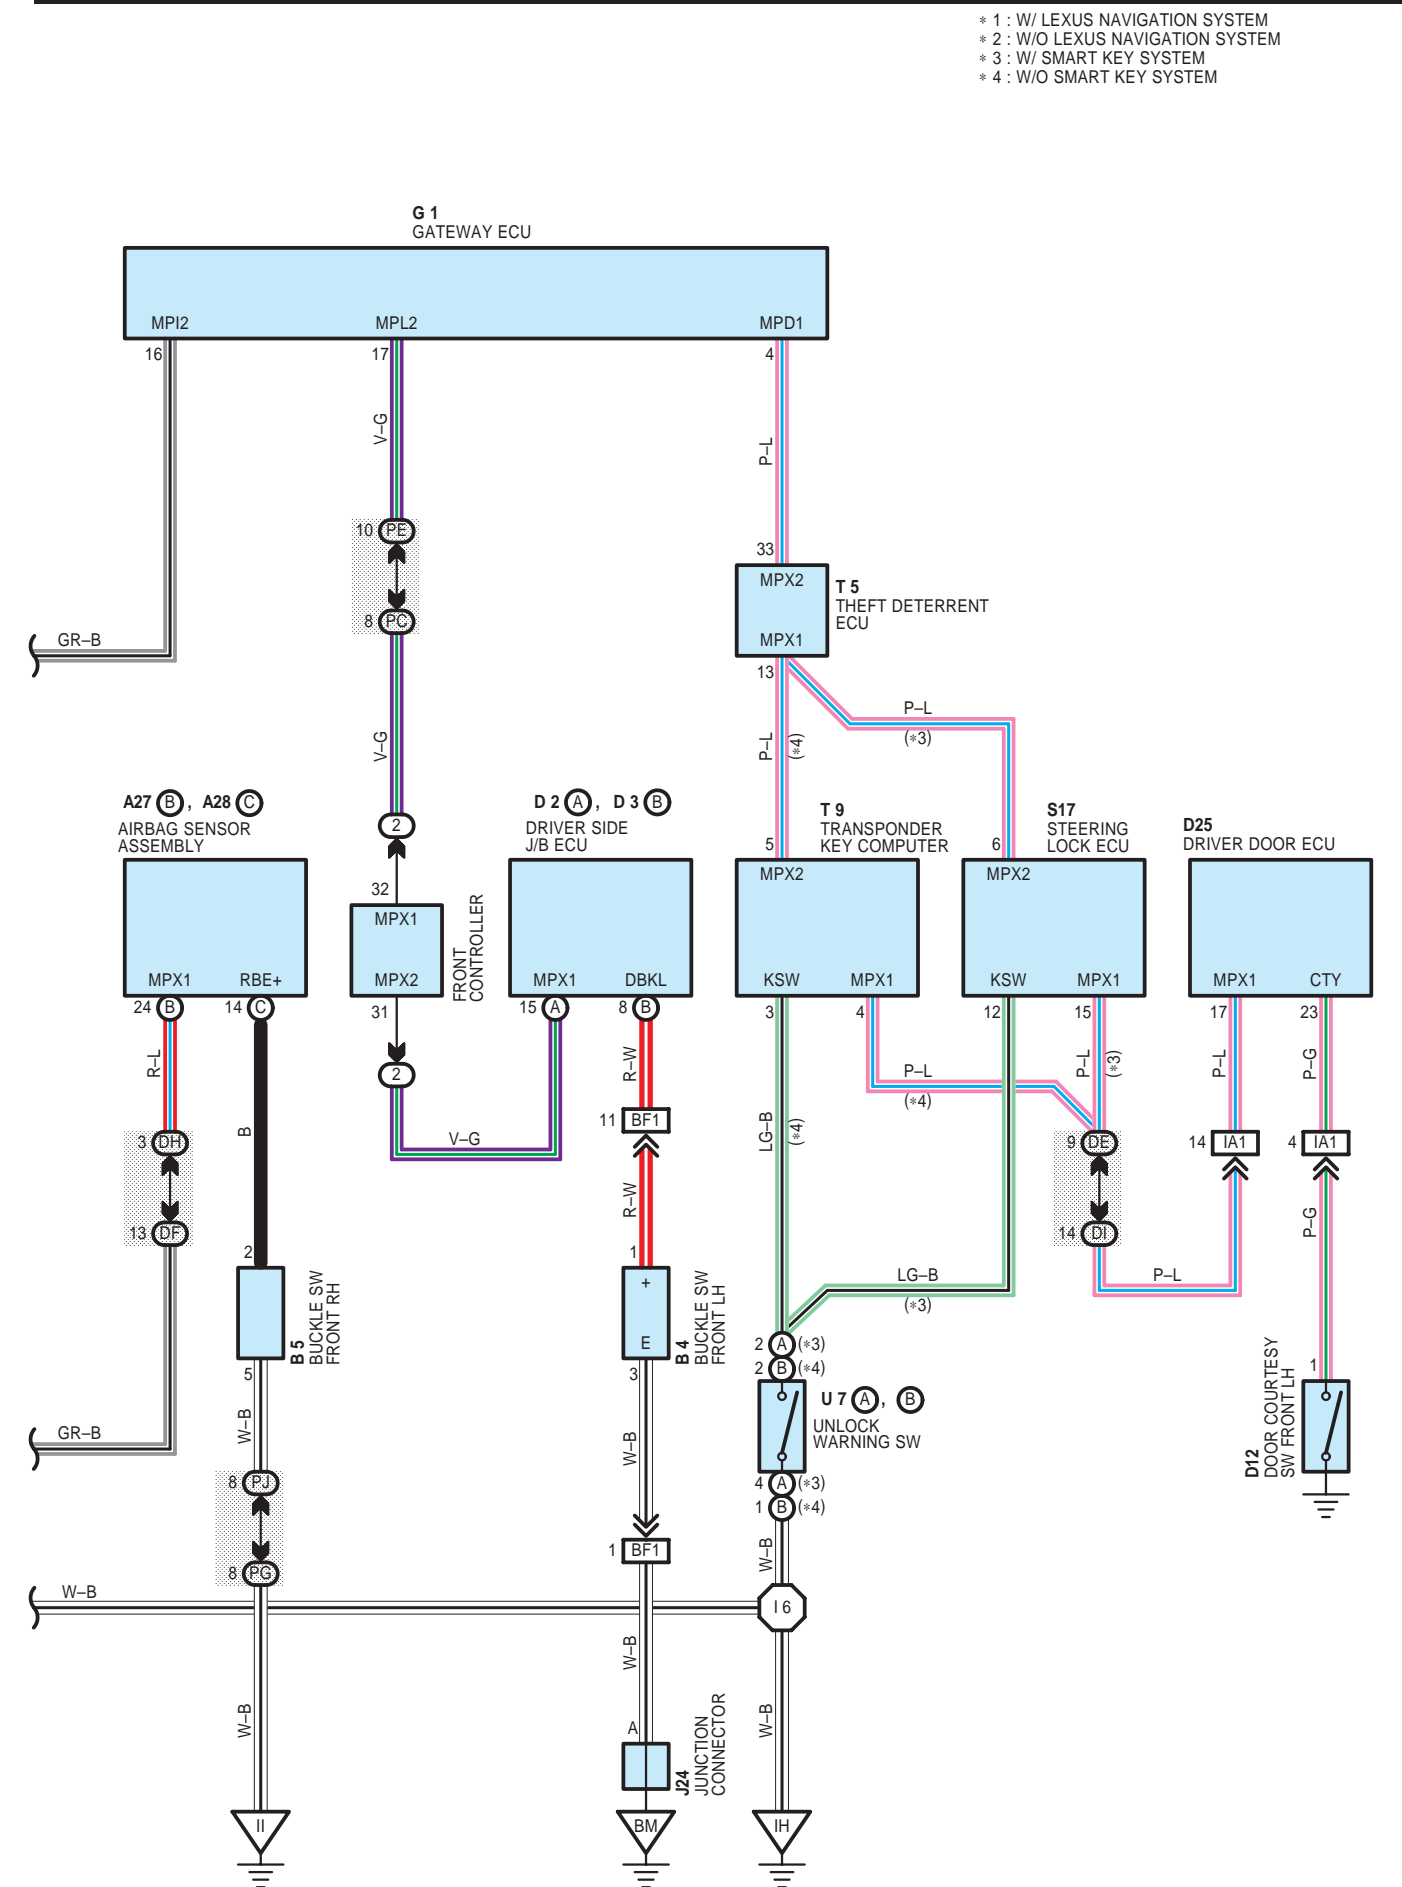 * 1 : W/ LEXUS NAVIGATION SYSTEM
* 2 : W/O LEXUS NAVIGATION SYSTEM
* 3 : W/ SMART KEY SYSTEM
* 4 : W/O SMART KEY SYSTEM
G 1
GATEWAY ECU
MPI2 MPL2 MPD1
16 17 4
V–G
P–L
10 PE
33
MPX2
T 5
THEFT DETERRENT
ECU
8 PC
MPX1
GR–B
13
P–L
(*3)
V–G
P–L
(*4)
A27 B , A28 C
AIRBAG SENSOR
ASSEMBLY
2
D 2 A , D 3 B
DRIVER SIDE
J/B ECU
T 9
TRANSPONDER
KEY COMPUTER
S17
STEERING
LOCK ECU
D25
DRIVER DOOR ECU
5 6
MPX2 MPX2
32
MPX1
MPX2
FRONT
CONTROLLER
MPX1 RBE+
MPX1 DBKL
KSW MPX1
KSW MPX1
MPX1 CTY
24 B 14 C
31
15 A 8 B
3 4 12 15 17 23
R–L
2
R–W
P–L
(*4)
P–L
(*3)
P–L
P–G
B
V–G
11 BF1
LG–B
(*4)
3 DH
9 DE
14 IA1
4 IA1
R–W
P–G
13 DF
14 DI
2
1
LG–B
(*3)
P–L
B 5
BUCKLE SW
FRONT RH
+
E
B 4
BUCKLE SW
FRONT LH
2 A (*3)
2 B (*4)
5
3
1
U 7 A , B
UNLOCK
WARNING SW
D12
DOOR COURTESY
SW FRONT LH
GR–B
W–B
W–B
8 PJ
4 A (*3)
1 B (*4)
1 BF1
W–B
8 PG
W–B
I 6
W–B
W–B
W–B
A
J24
JUNCTION
CONNECTOR
II
BM
IH